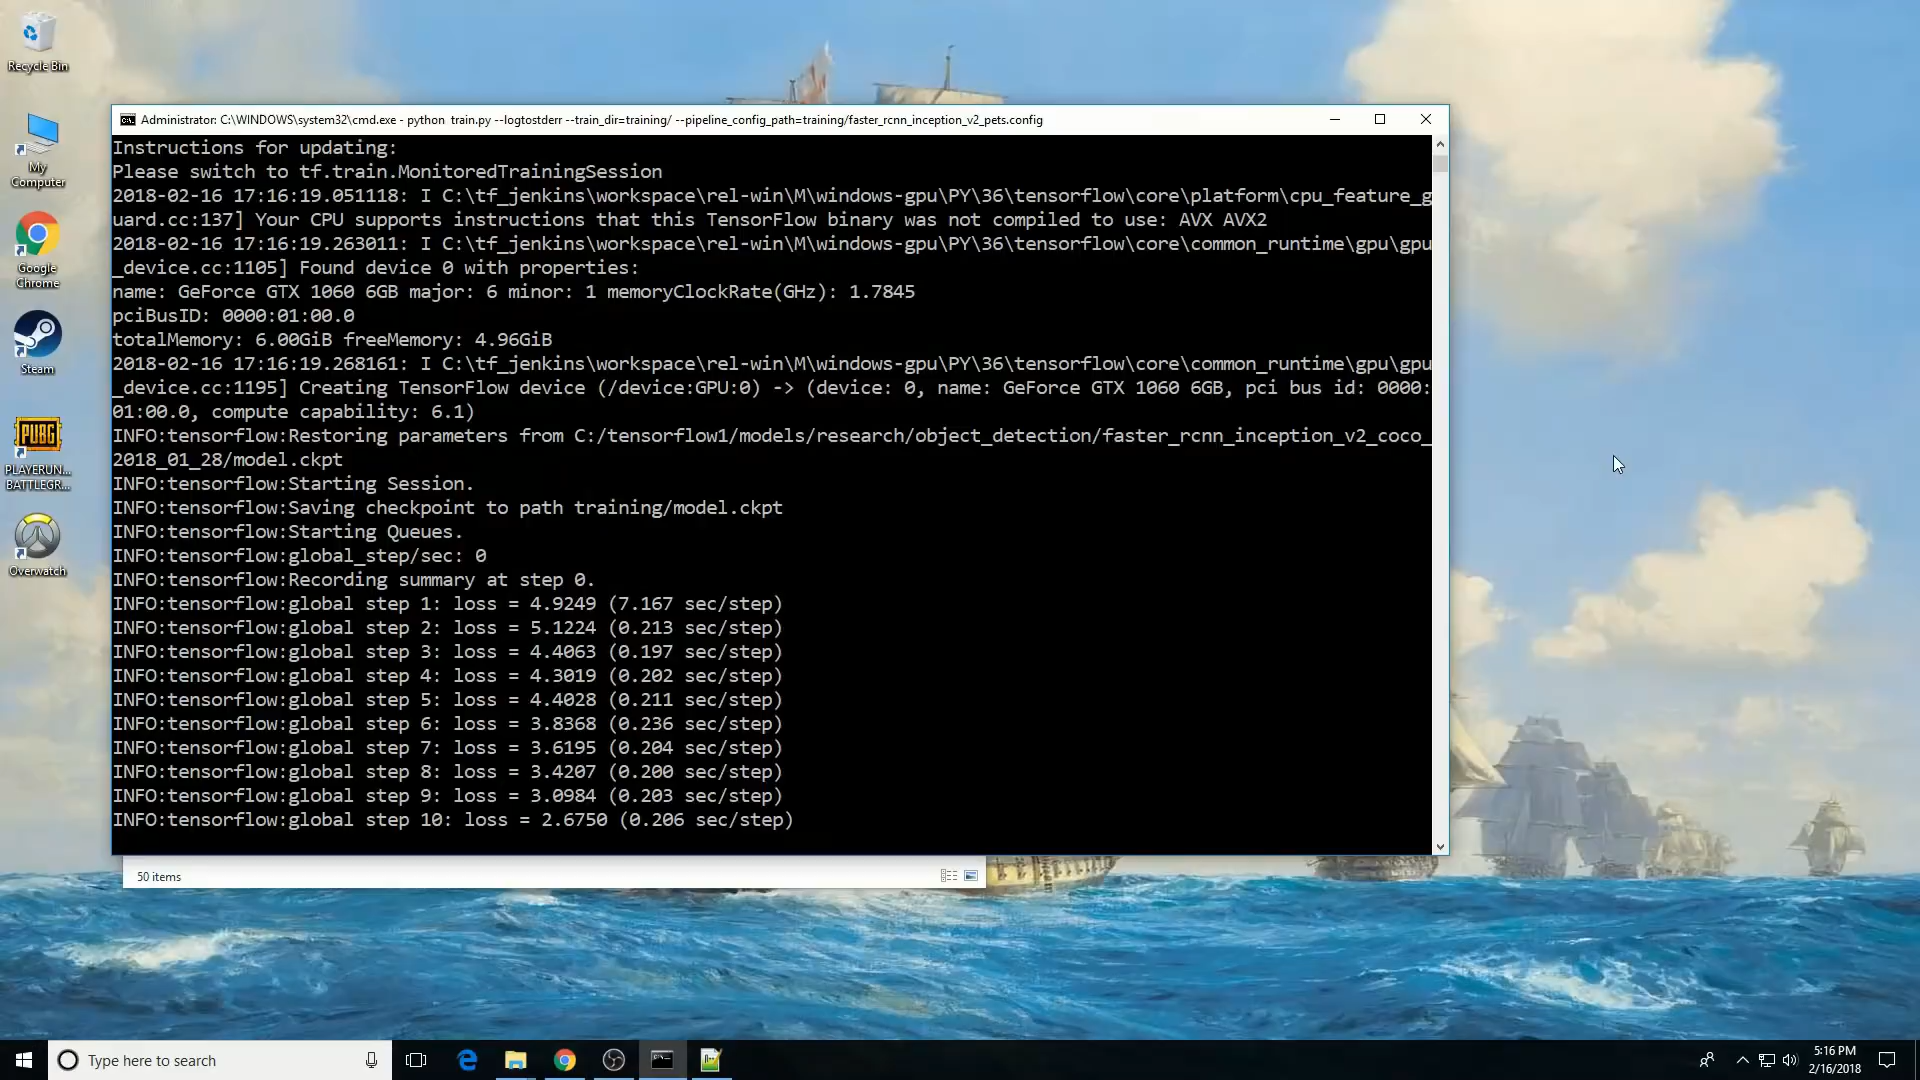 Recycle Bin
My
Computer
Google
Chrome
Steam
PUBG
PLAYERUN...
BATTLEGR...
Overwatch
Administrator: C:\WINDOWS\system32\cmd.exe - python  train.py --logtostderr --train_dir=training/ --pipeline_config_path=training/faster_rcnn_inception_v2_pets.config
Instructions for updating:
Please switch to tf.train.MonitoredTrainingSession
2018-02-16 17:16:19.051118: I C:\tf_jenkins\workspace\rel-win\M\windows-gpu\PY\36\tensorflow\core\platform\cpu_feature_g
uard.cc:137] Your CPU supports instructions that this TensorFlow binary was not compiled to use: AVX AVX2
2018-02-16 17:16:19.263011: I C:\tf_jenkins\workspace\rel-win\M\windows-gpu\PY\36\tensorflow\core\common_runtime\gpu\gpu
_device.cc:1105] Found device 0 with properties:
name: GeForce GTX 1060 6GB major: 6 minor: 1 memoryClockRate(GHz): 1.7845
pciBusID: 0000:01:00.0
totalMemory: 6.00GiB freeMemory: 4.96GiB
2018-02-16 17:16:19.268161: I C:\tf_jenkins\workspace\rel-win\M\windows-gpu\PY\36\tensorflow\core\common_runtime\gpu\gpu
_device.cc:1195] Creating TensorFlow device (/device:GPU:0) -> (device: 0, name: GeForce GTX 1060 6GB, pci bus id: 0000:
01:00.0, compute capability: 6.1)
INFO:tensorflow:Restoring parameters from C:/tensorflow1/models/research/object_detection/faster_rcnn_inception_v2_coco_
2018_01_28/model.ckpt
INFO:tensorflow:Starting Session.
INFO:tensorflow:Saving checkpoint to path training/model.ckpt
INFO:tensorflow:Starting Queues.
INFO:tensorflow:global_step/sec: 0
INFO:tensorflow:Recording summary at step 0.
INFO:tensorflow:global step 1: loss = 4.9249 (7.167 sec/step)
INFO:tensorflow:global step 2: loss = 5.1224 (0.213 sec/step)
INFO:tensorflow:global step 3: loss = 4.4063 (0.197 sec/step)
INFO:tensorflow:global step 4: loss = 4.3019 (0.202 sec/step)
INFO:tensorflow:global step 5: loss = 4.4028 (0.211 sec/step)
INFO:tensorflow:global step 6: loss = 3.8368 (0.236 sec/step)
INFO:tensorflow:global step 7: loss = 3.6195 (0.204 sec/step)
INFO:tensorflow:global step 8: loss = 3.4207 (0.200 sec/step)
INFO:tensorflow:global step 9: loss = 3.0984 (0.203 sec/step)
INFO:tensorflow:global step 10: loss = 2.6750 (0.206 sec/step)
50 items
Type here to search
5:16 PM
2/16/2018